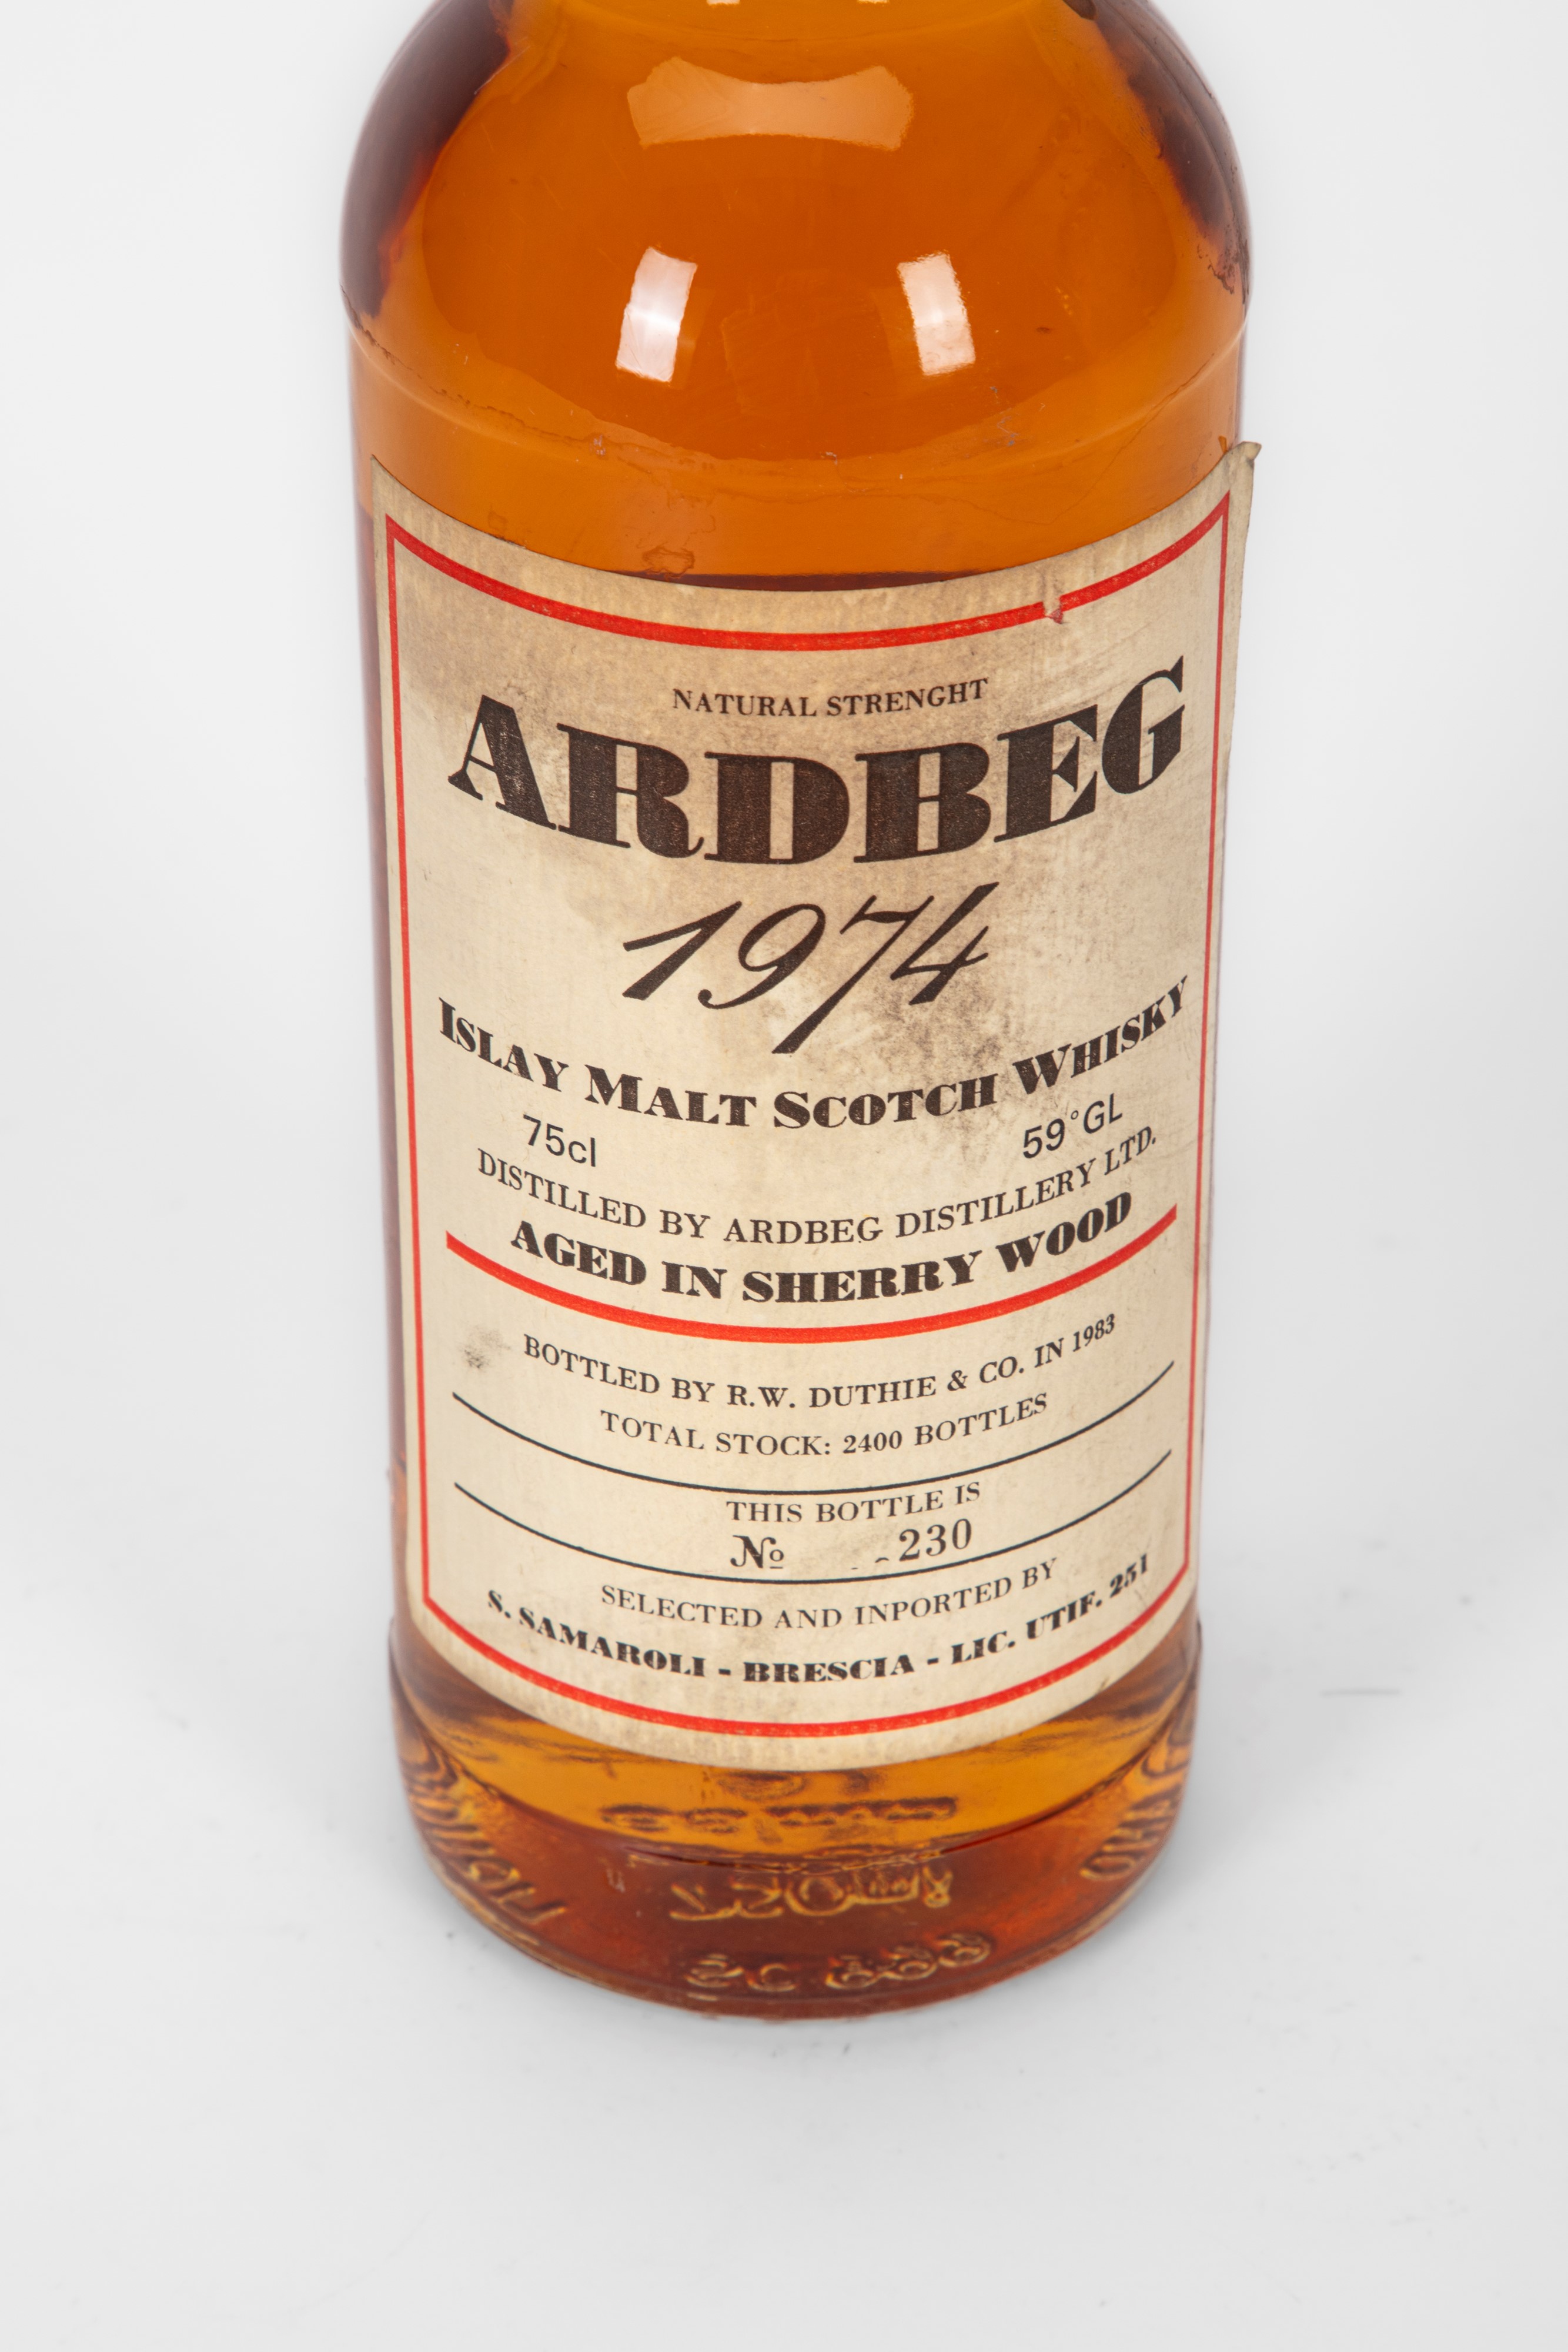 NATURAL STRENGHT
ARDBEG
1974
ISLAY MALT SCOTCH WHISKY
75cl 59°GL
DISTILLED BY ARDBEG DISTILLERY LTD.
AGED IN SHERRY WOOD
BOTTLED BY R.W. DUTHIE & CO. IN 1983
TOTAL STOCK: 2400 BOTTLES
THIS BOTTLE IS
No 230
SELECTED AND INPORTED BY
S. SAMAROLI - BRESCIA - LIC. UTIF. 251